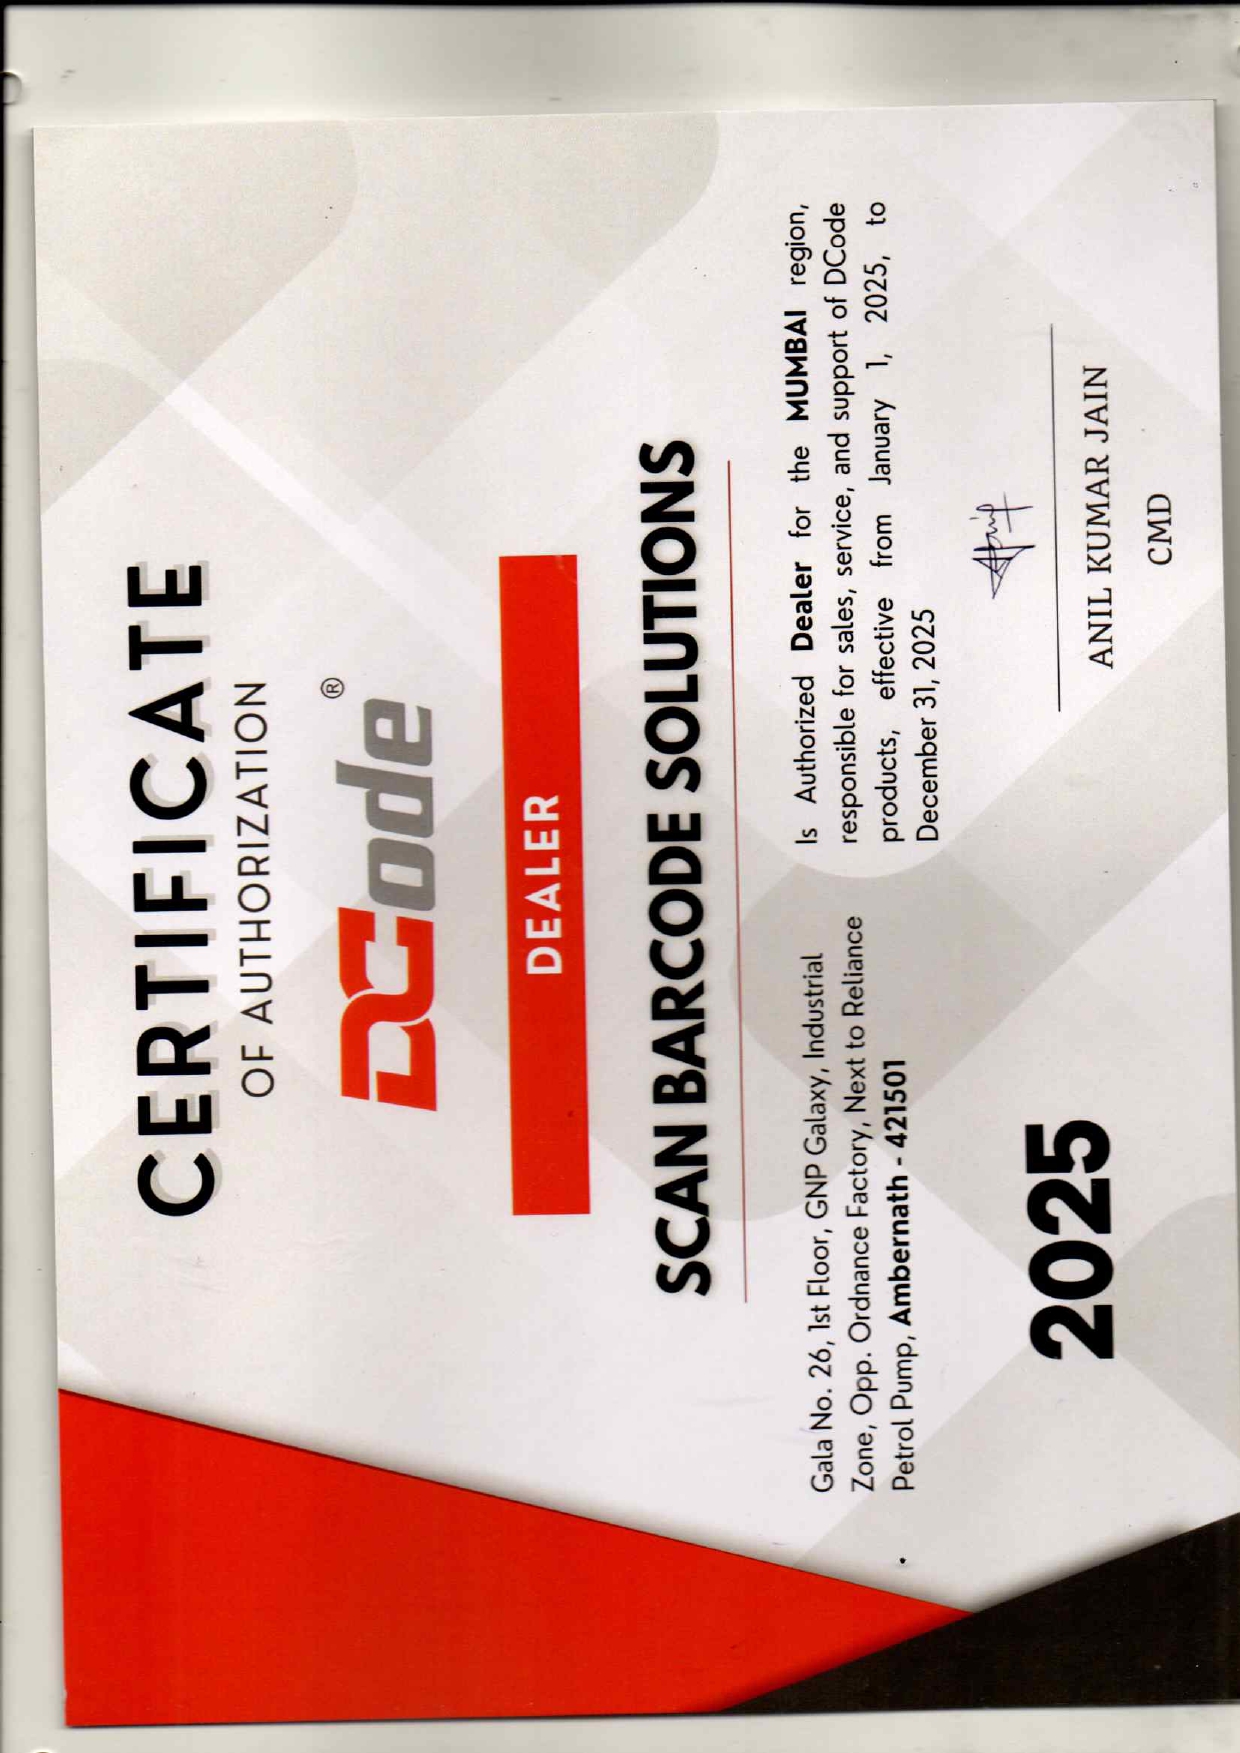 CERTIFICATE
OF AUTHORIZATION
DCode®
DEALER
SCAN BARCODE SOLUTIONS
Gala No. 26, 1st Floor, GNP Galaxy, Industrial
Zone, Opp. Ordnance Factory, Next to Reliance
Petrol Pump, Ambernath - 421501
Is Authorized Dealer for the MUMBAI region,
responsible for sales, service, and support of DCode
products, effective from January 1, 2025, to
December 31, 2025
2025
ANIL KUMAR JAIN
CMD